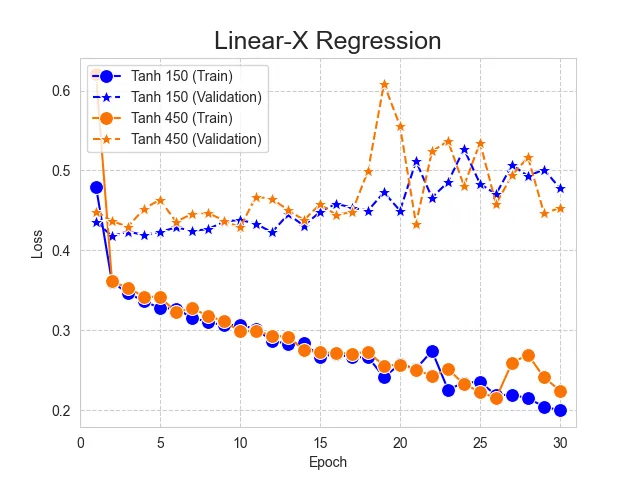 Linear-X Regression
Tanh 150 (Train)
Tanh 150 (Validation)
Tanh 450 (Train)
Tanh 450 (Validation)
Loss
0.6
0.5
0.4
0.3
0.2
0 5 10 15 20 25 30
Epoch